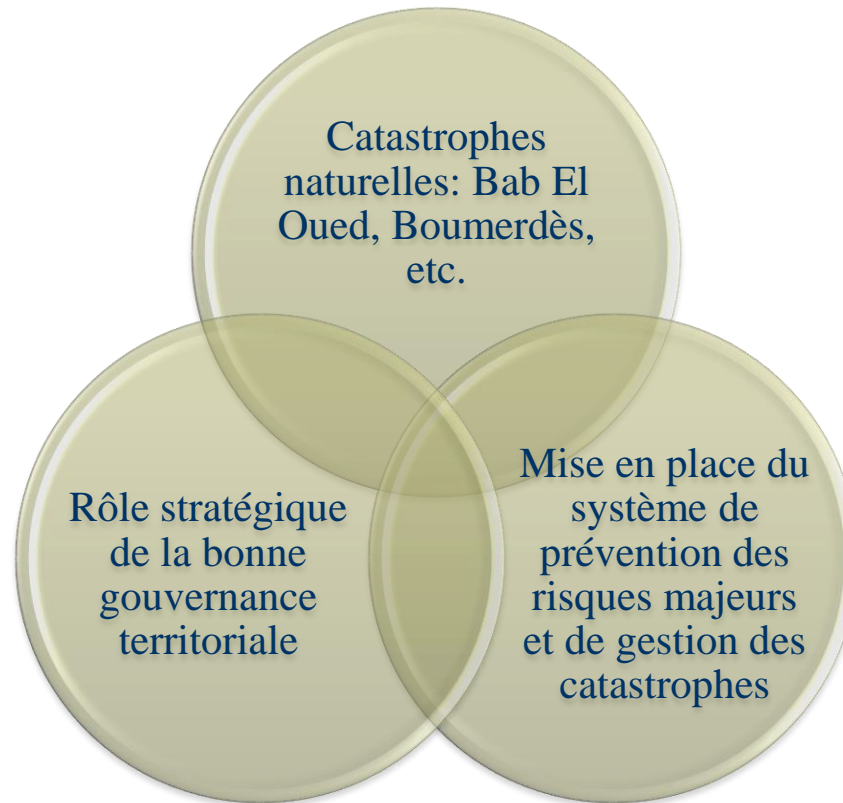 Catastrophes
naturelles: Bab El
Oued, Boumerdès,
etc.
Rôle stratégique
de la bonne
gouvernance
territoriale
Mise en place du
système de
prévention des
risques majeurs
et de gestion des
catastrophes